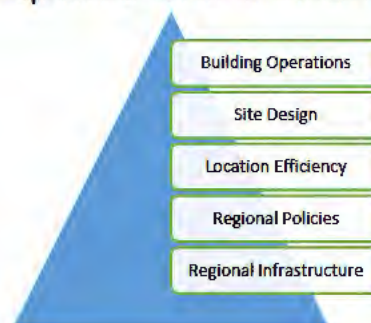 Building Operations
Site Design
Location Efficiency
Regional Policies
Regional Infrastructure